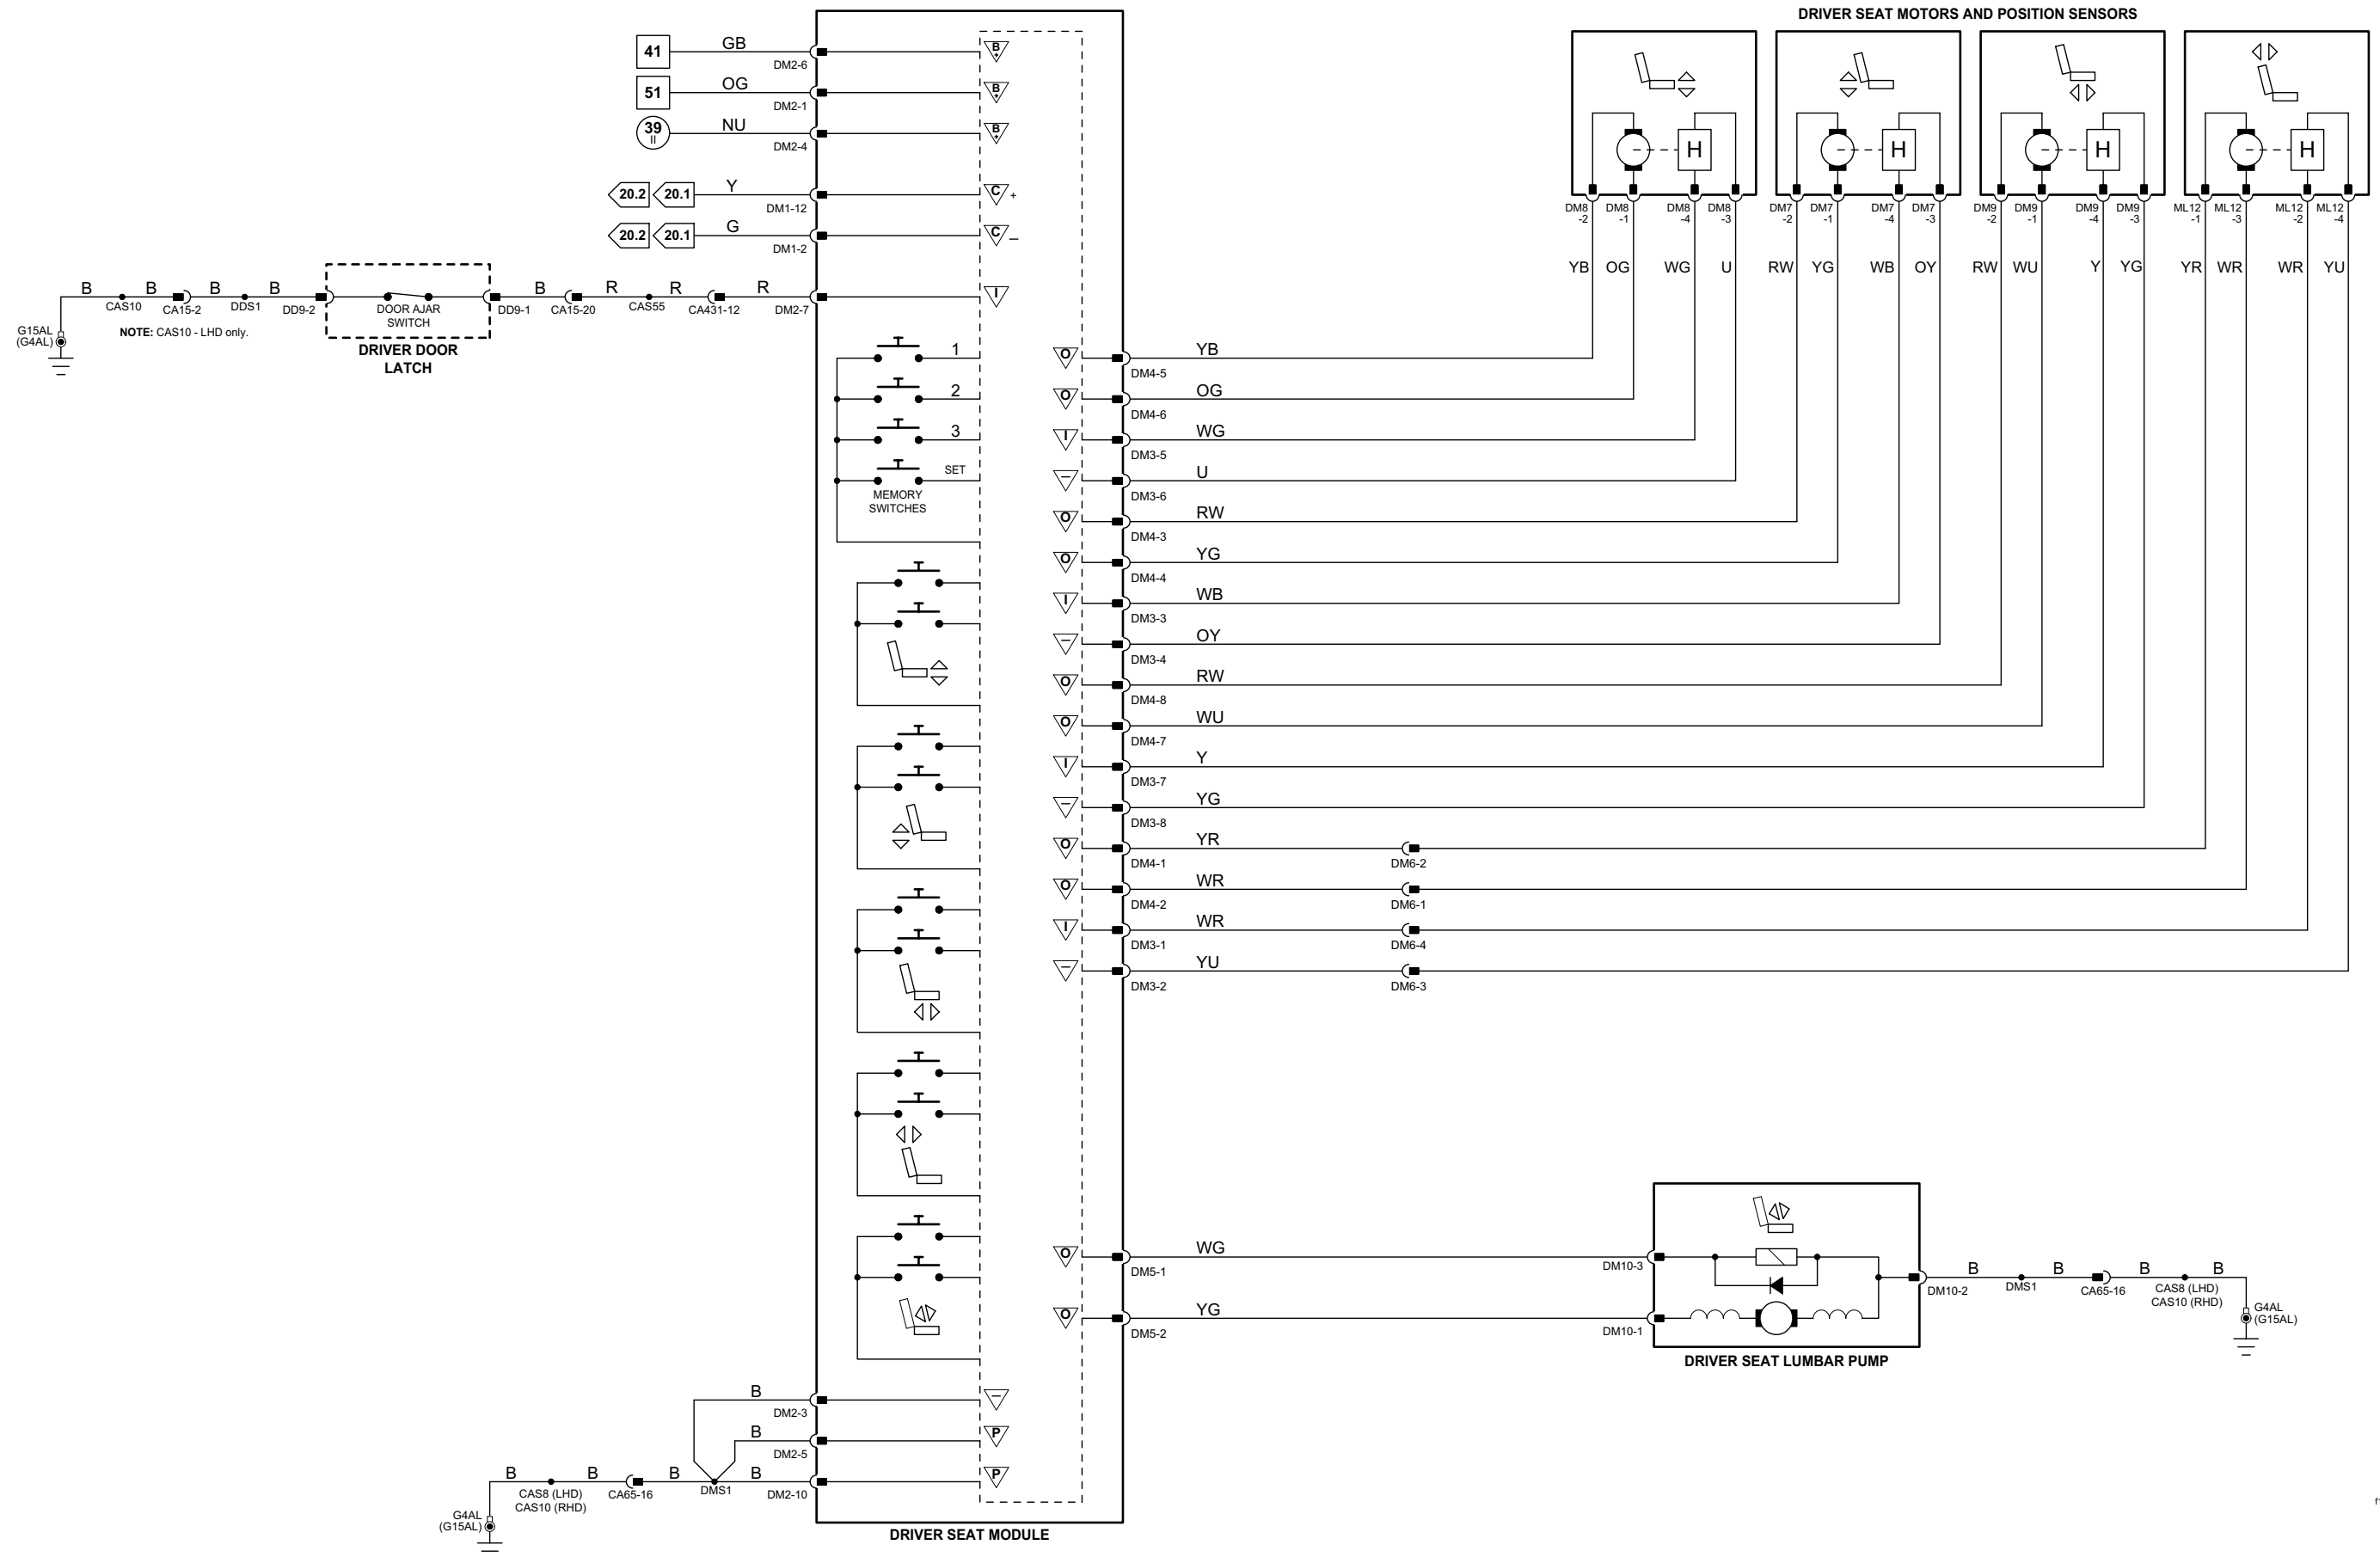 DRIVER SEAT MOTORS AND POSITION SENSORS
41 GB DM2-6 B+
51 OG DM2-1 B+
39 II NU DM2-4 B+
20.2 20.1 Y DM1-12 C +
20.2 20.1 G DM1-2 C –
H H H H
DM8 -2 DM8 -1 DM8 -4 DM8 -3
DM7 -2 DM7 -1 DM7 -4 DM7 -3
DM9 -2 DM9 -1 DM9 -4 DM9 -3
ML12 -1 ML12 -3 ML12 -2 ML12 -4
YB OG WG U RW YG WB OY RW WU Y YG YR WR WR YU
B B B B B R R R I
CAS10 CA15-2 DDS1 DD9-2 DD9-1 CA15-20 CAS55 CA431-12 DM2-7
DOOR AJAR
SWITCH
G15AL
(G4AL)
NOTE: CAS10 - LHD only.
DRIVER DOOR
LATCH
1
2
3
SET
MEMORY
SWITCHES
O YB DM4-5
O OG DM4-6
I WG DM3-5
– U DM3-6
O RW DM4-3
O YG DM4-4
I WB DM3-3
– OY DM3-4
O RW DM4-8
O WU DM4-7
I Y DM3-7
– YG DM3-8
O YR DM4-1 DM6-2
O WR DM4-2 DM6-1
I WR DM3-1 DM6-4
– YU DM3-2 DM6-3
O WG DM5-1 DM10-3
O YG DM5-2 DM10-1
DRIVER SEAT LUMBAR PUMP
B B B B
DM10-2 DMS1 CA65-16 CAS8 (LHD)
CAS10 (RHD)
G4AL
(G15AL)
B DM2-3 –
B DM2-5 P
B B B B P
CAS8 (LHD) CA65-16 DMS1 DM2-10
CAS10 (RHD)
G4AL
(G15AL)
DRIVER SEAT MODULE